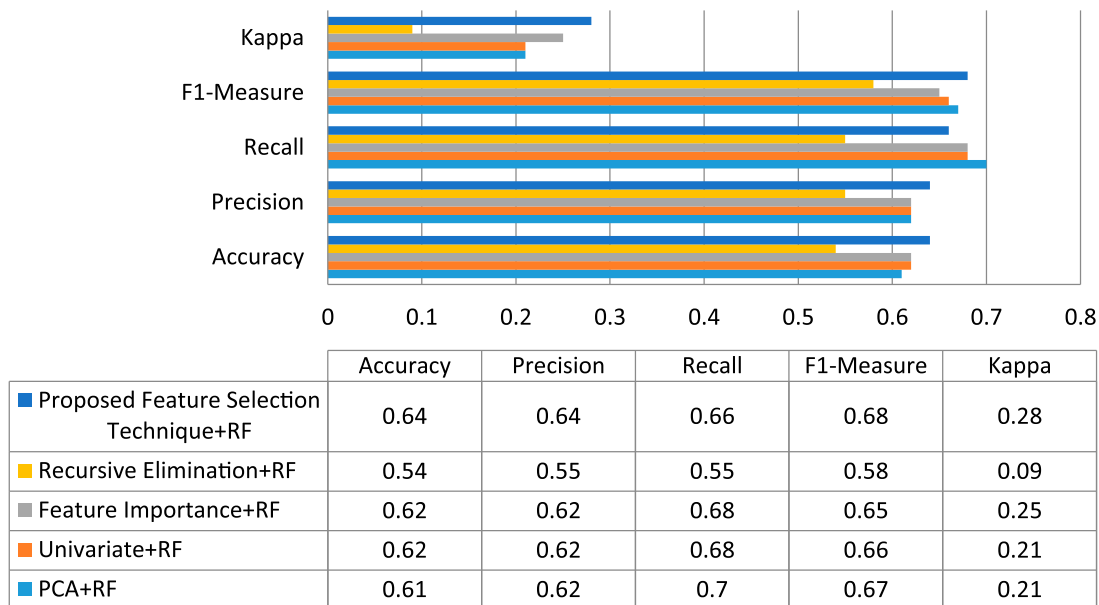 Kappa
F1-Measure
Recall
Precision
Accuracy
0 0.1 0.2 0.3 0.4 0.5 0.6 0.7 0.8
Accuracy Precision Recall F1-Measure Kappa
Proposed Feature Selection
Technique+RF 0.64 0.64 0.66 0.68 0.28
Recursive Elimination+RF 0.54 0.55 0.55 0.58 0.09
Feature Importance+RF 0.62 0.62 0.68 0.65 0.25
Univariate+RF 0.62 0.62 0.68 0.66 0.21
PCA+RF 0.61 0.62 0.7 0.67 0.21